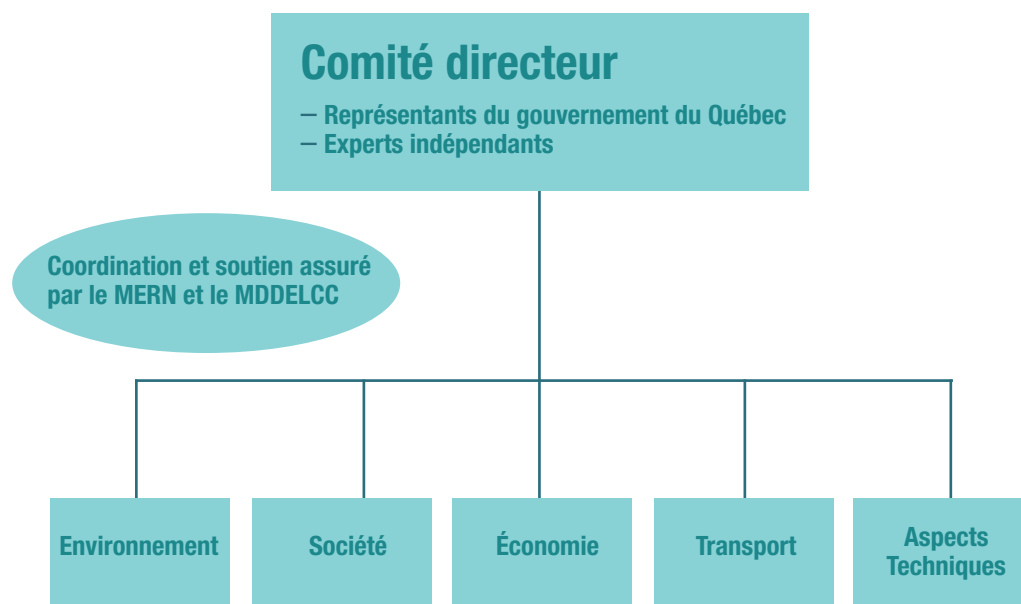 Comité directeur
– Représentants du gouvernement du Québec
– Experts indépendants
Coordination et soutien assuré
par le MERN et le MDDELCC
Environnement
Société
Économie
Transport
Aspects
Techniques